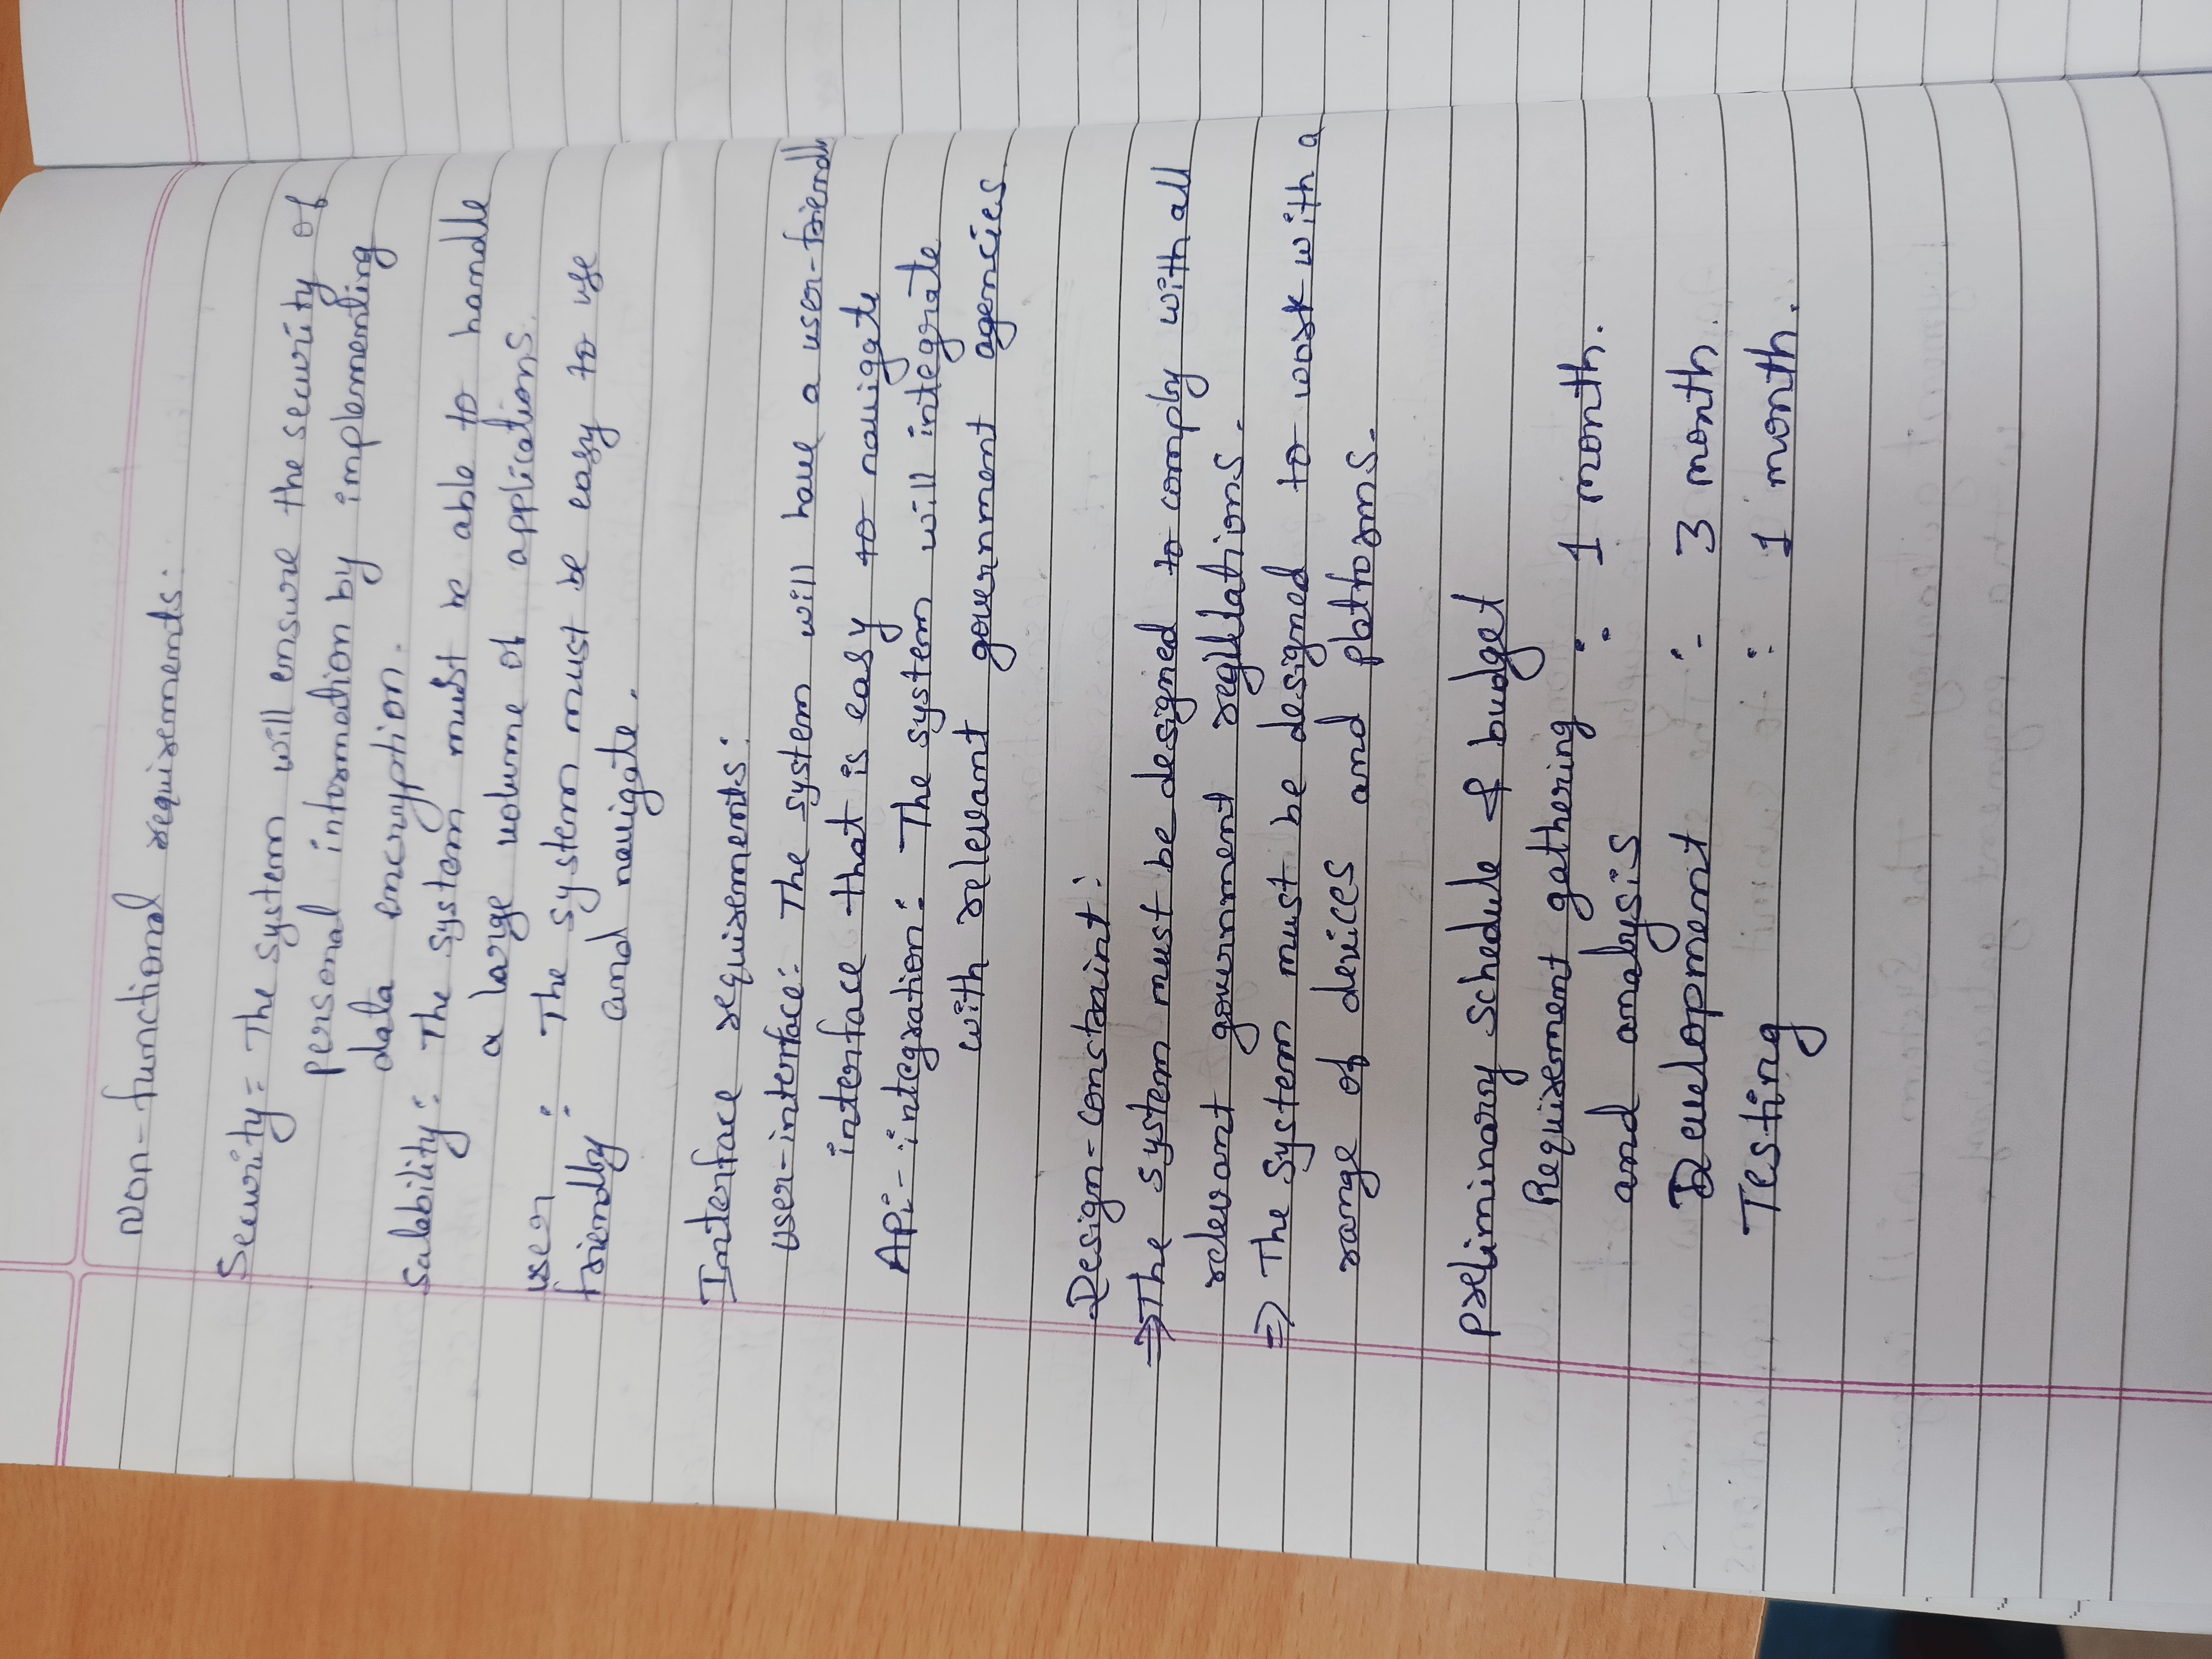 Non-functional requirements:
Security: The system will ensure the security of
personal information by implementing
data encryption.
Salability: The system must be able to handle
a large volume of applications.
user : The system must be easy to use
friendly and navigate.
Interface requirements:
user-interface: The system will have a user-friendly
interface that is easy to navigate
APi-integration: The system will integrate
with relevant government agencies.
Design-constraint:
⇒ The system must be designed to comply with all
relevant government regulations.
⇒ The system must be designed to work with a
range of devices and platforms.
preliminary schedule & budget
Requirement gathering : 1 month.
and analysis
Development :- 3 month.
Testing : 1 month.